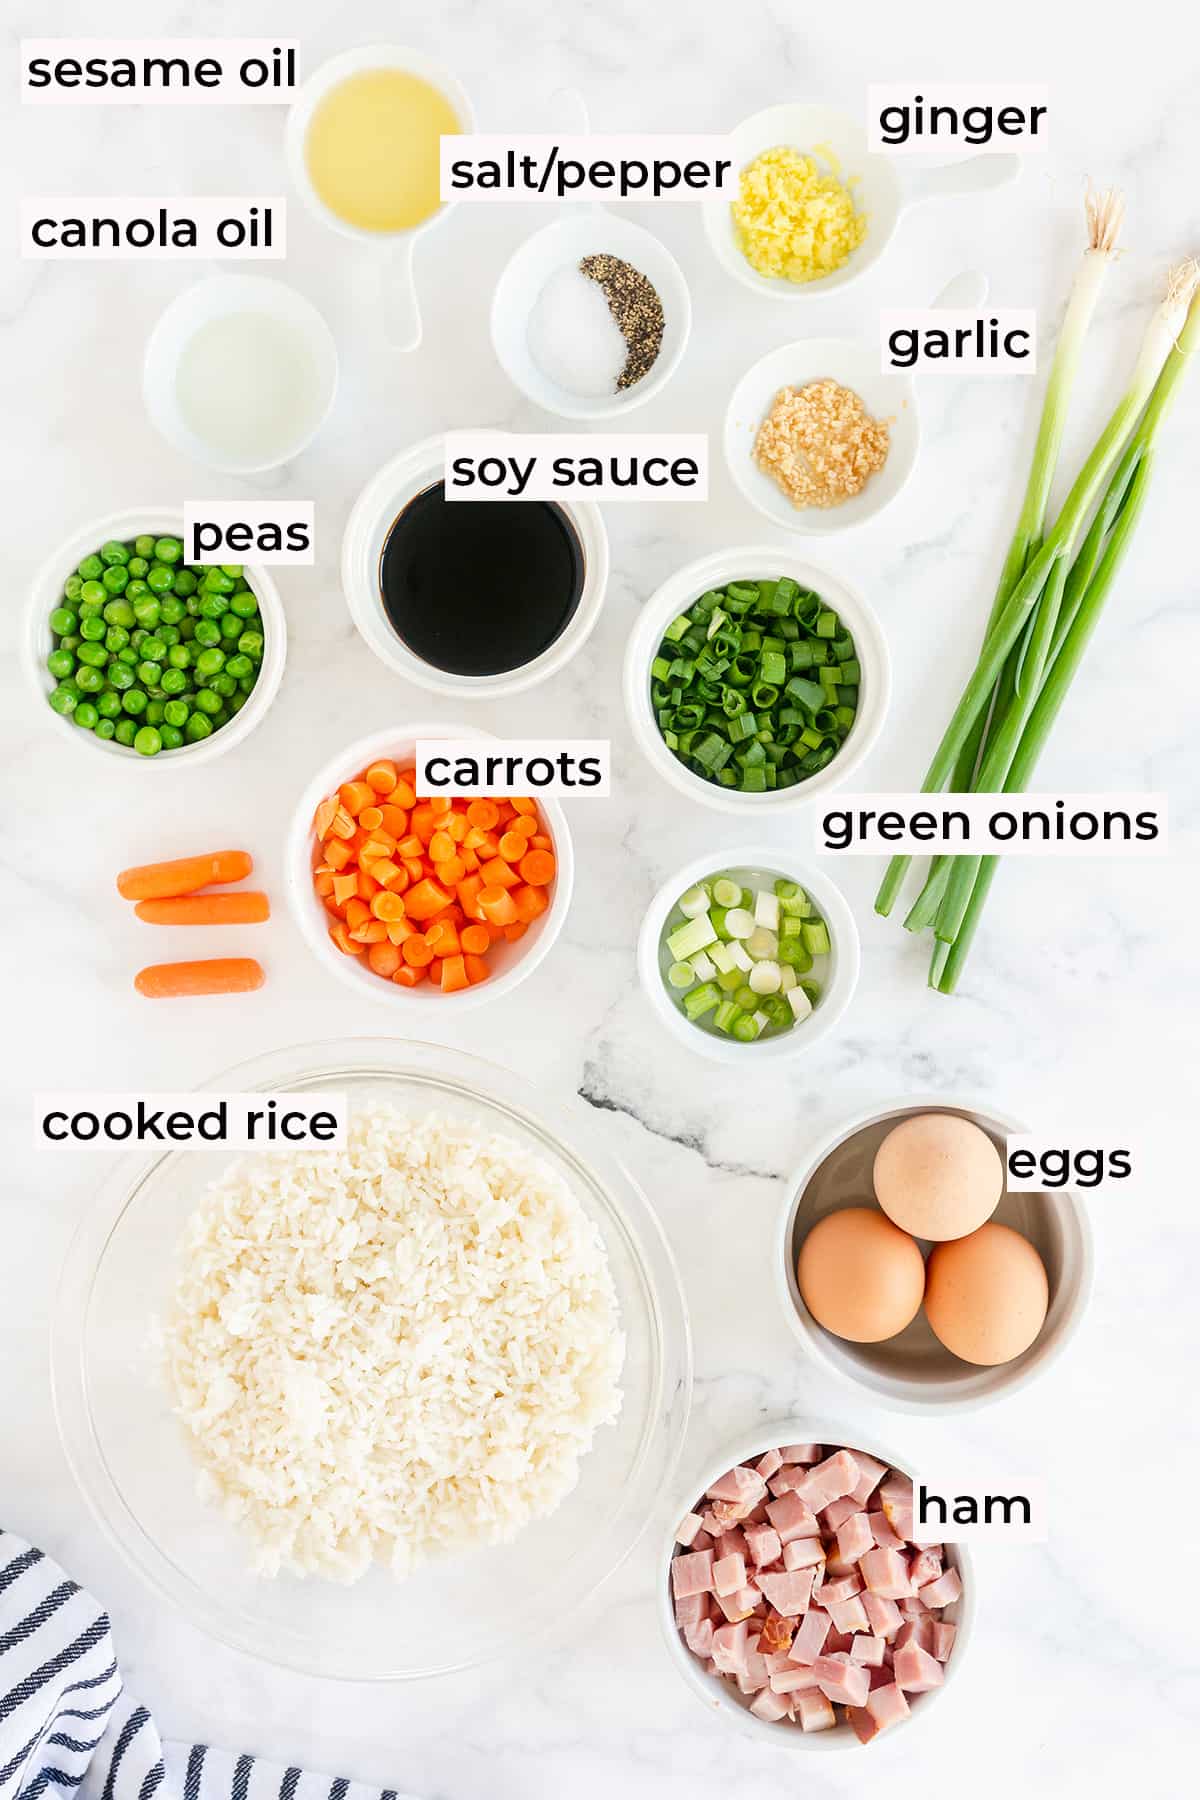 sesame oil
ginger
salt/pepper
canola oil
garlic
soy sauce
peas
carrots
green onions
cooked rice
eggs
ham